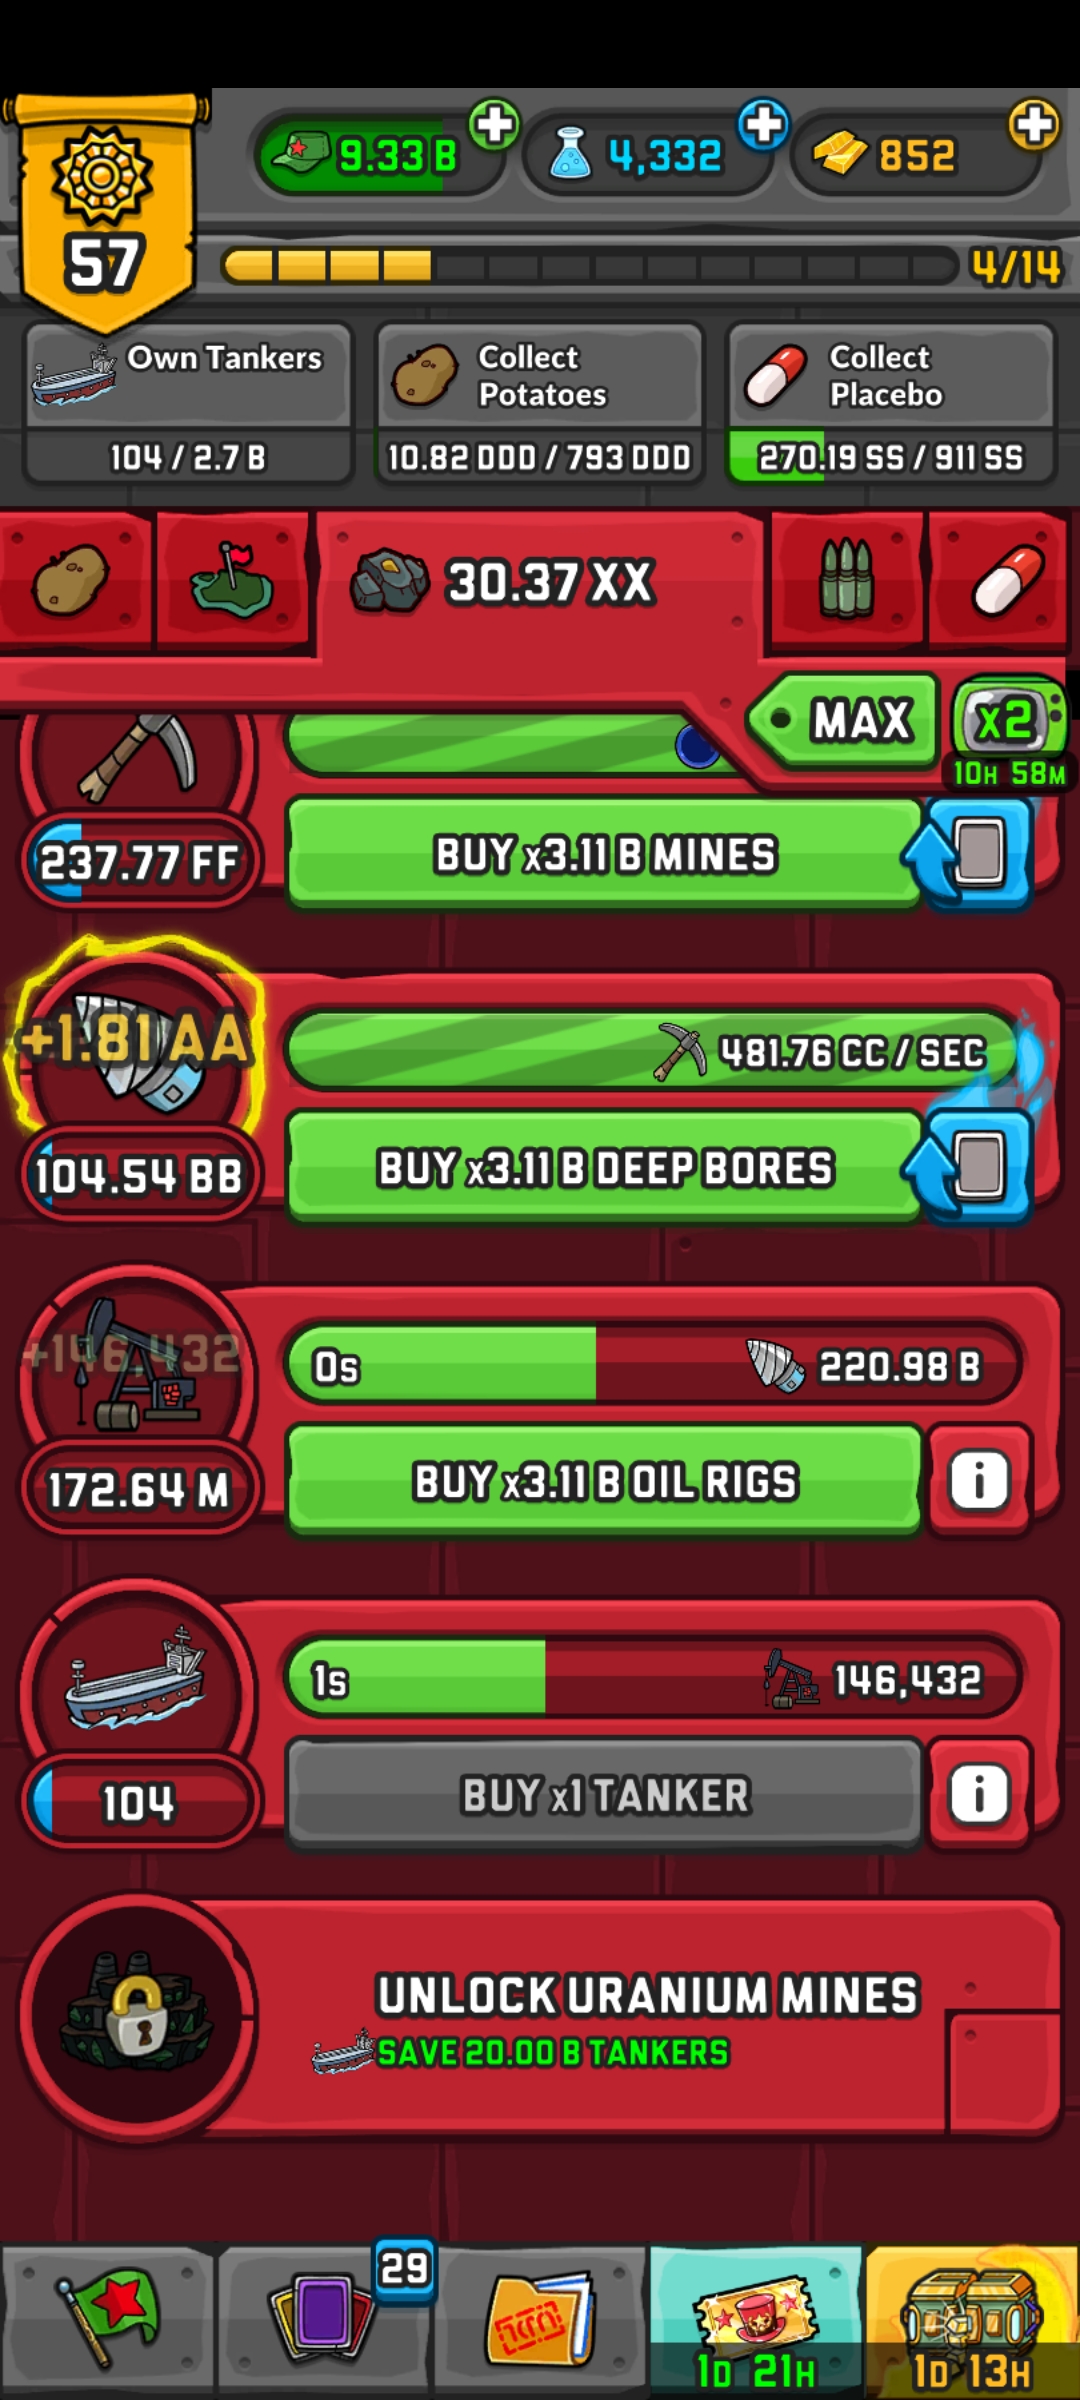 57
9.33 B
4,332
852
4/14
Own Tankers
104 / 2.7 B
Collect
Potatoes
10.82 DDD / 793 DDD
Collect
Placebo
270.19 SS / 911 SS
30.37 XX
MAX
x2
10H 58M
237.77 FF
BUY x3.11 B MINES
+1.81 AA
481.76 CC / SEC
104.54 BB
BUY x3.11 B DEEP BORES
+146,432
0s
220.98 B
172.64 M
BUY x3.11 B OIL RIGS
i
1s
146,432
104
BUY x1 TANKER
i
UNLOCK URANIUM MINES
SAVE 20.00 B TANKERS
29
1D 21H
1D 13H